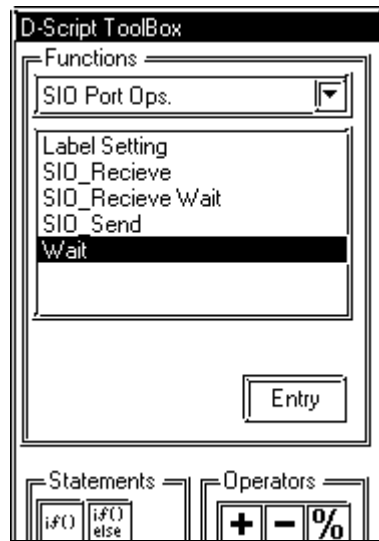 D-Script ToolBox
Functions
SIO Port Ops.
Label Setting
SIO_Recieve
SIO_Recieve Wait
SIO_Send
Wait
Entry
Statements Operators
if() if() else + - %